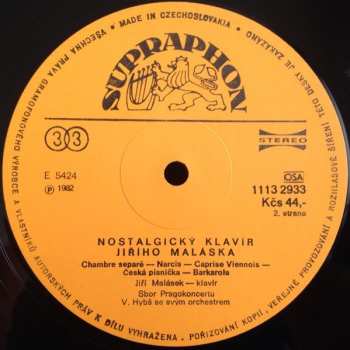 VŠECHNA PRÁVA GRAMOFONOVÉHO VÝROBCE A VLASTNÍKA AUTORSKÝCH PRÁV K DÍLU VYHRAŽENA. POŘIZOVÁNÍ KOPIÍ, VEŘEJNÉ PROVOZOVÁNÍ A ROZHLASOVÉ ŠÍŘENÍ TÉTO DESKY JE ZAKÁZÁNO
MADE IN CZECHOSLOVAKIA
SUPRAPHON
33
STEREO
E 5424
Ⓟ 1982
OSA
1113 2933
Kčs 44,-
2. strana
NOSTALGICKÝ KLAVÍR
JIŘÍHO MALÁSKA
Chambre separé — Narcis — Caprise Viennois —
Česká písnička — Barkarola
Jiří Malásek — klavír
Sbor Pragokoncertu
V. Hybš se svým orchestrem